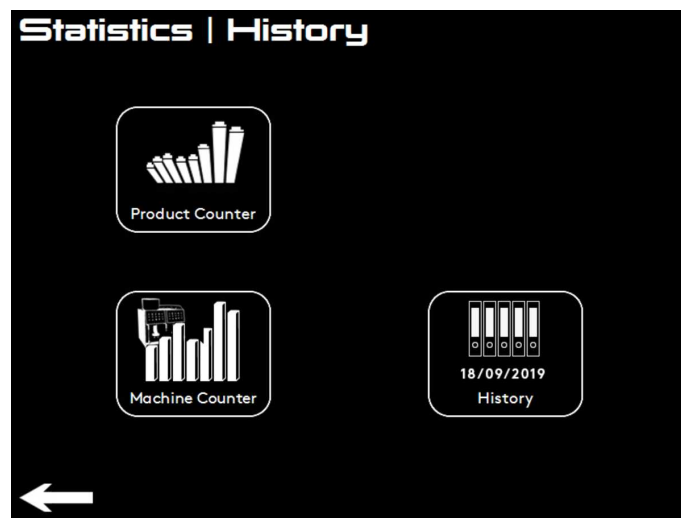 Statistics | History
Product Counter
Machine Counter
18/09/2019
History